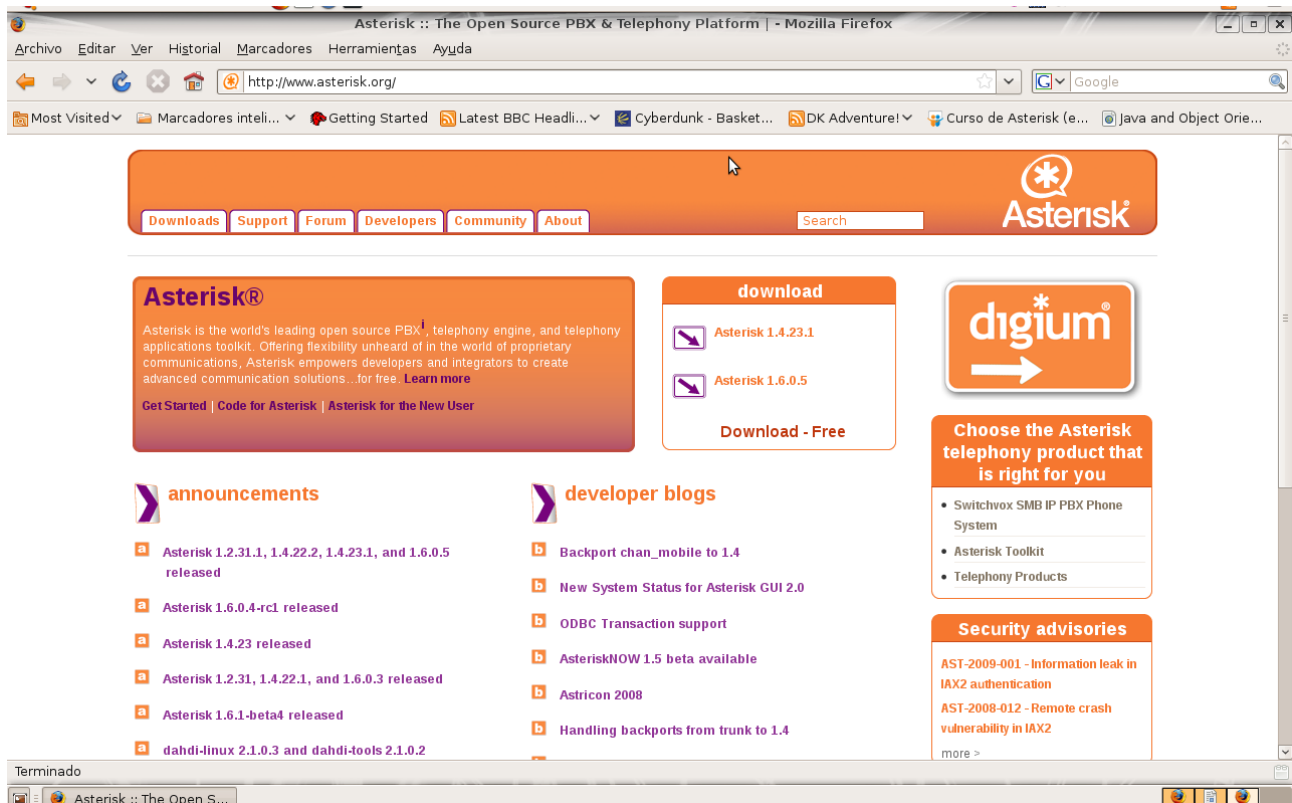 Asterisk :: The Open Source PBX & Telephony Platform | - Mozilla Firefox
Archivo Editar Ver Historial Marcadores Herramientas Ayuda
http://www.asterisk.org/
Google
Most Visited Marcadores inteli... Getting Started Latest BBC Headli... Cyberdunk - Basket... DK Adventure! Curso de Asterisk (e... Java and Object Orie...
Downloads Support Forum Developers Community About
Search
Asterisk
Asterisk®
Asterisk is the world's leading open source PBXi, telephony engine, and telephony
applications toolkit. Offering flexibility unheard of in the world of proprietary
communications, Asterisk empowers developers and integrators to create
advanced communication solutions...for free. Learn more
Get Started | Code for Asterisk | Asterisk for the New User
download
Asterisk 1.4.23.1
Asterisk 1.6.0.5
Download - Free
digium®
Choose the Asterisk
telephony product that
is right for you
Switchvox SMB IP PBX Phone
System
Asterisk Toolkit
Telephony Products
announcements
Asterisk 1.2.31.1, 1.4.22.2, 1.4.23.1, and 1.6.0.5
released
Asterisk 1.6.0.4-rc1 released
Asterisk 1.4.23 released
Asterisk 1.2.31, 1.4.22.1, and 1.6.0.3 released
Asterisk 1.6.1-beta4 released
dahdi-linux 2.1.0.3 and dahdi-tools 2.1.0.2
developer blogs
Backport chan_mobile to 1.4
New System Status for Asterisk GUI 2.0
ODBC Transaction support
AsteriskNOW 1.5 beta available
Astricon 2008
Handling backports from trunk to 1.4
Security advisories
AST-2009-001 - Information leak in
IAX2 authentication
AST-2008-012 - Remote crash
vulnerability in IAX2
more >
Terminado
Asterisk :: The Open S...